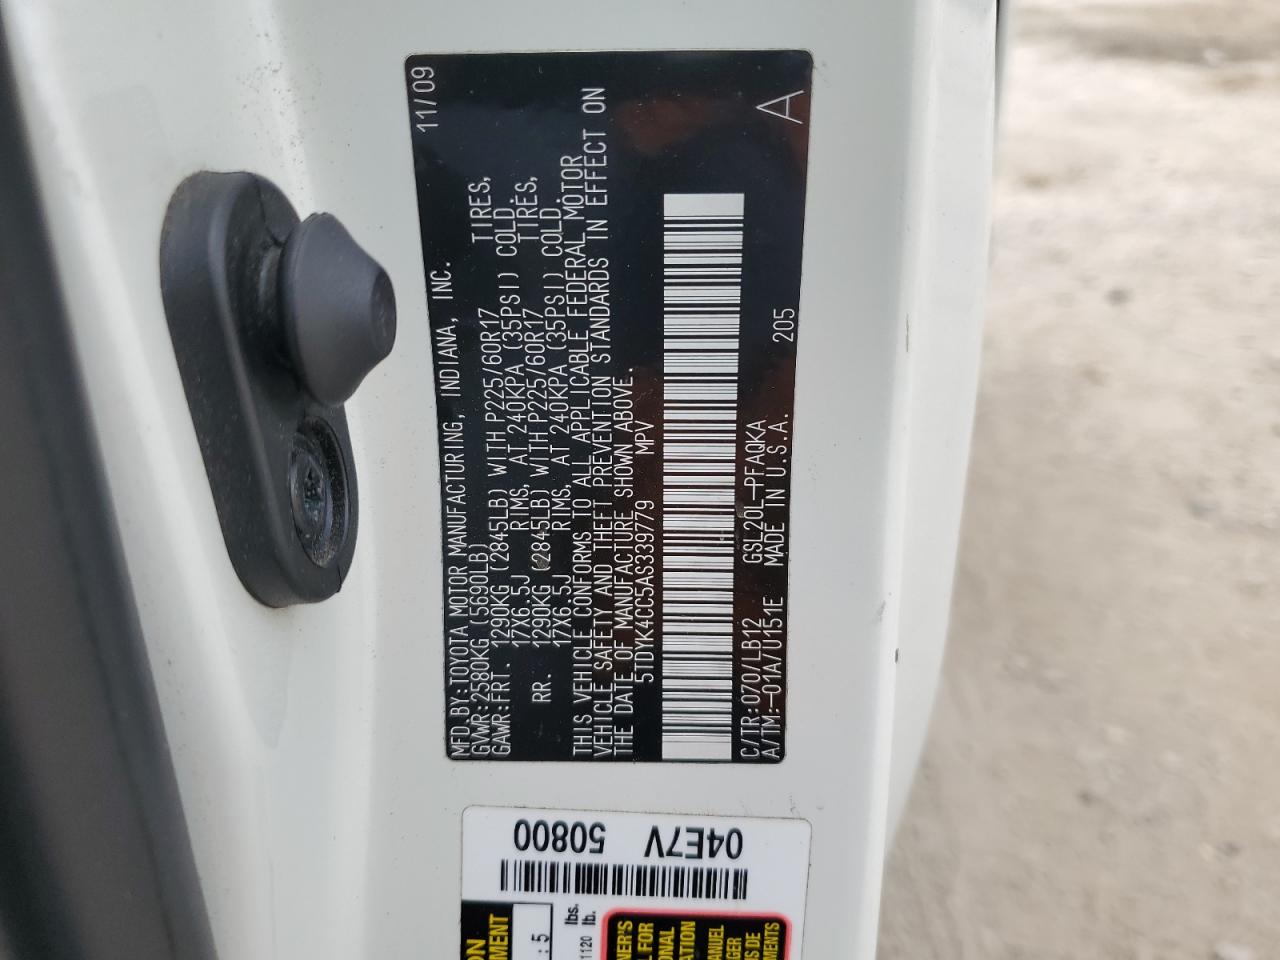 MFD BY:TOYOTA MOTOR MANUFACTURING, INDIANA, INC. 11/09
GVWR:2580KG (5690LB)
GAWR:FRT. 1290KG (2845LB) WITH P225/60R17 TIRES,
17X6.5J RIMS, AT 240KPA (35PSI) COLD.
RR. 1290KG (2845LB) WITH P225/60R17 TIRES,
17X6.5J RIMS, AT 240KPA (35PSI) COLD.
THIS VEHICLE CONFORMS TO ALL APPLICABLE FEDERAL MOTOR
VEHICLE SAFETY AND THEFT PREVENTION STANDARDS IN EFFECT ON
THE DATE OF MANUFACTURE SHOWN ABOVE.
5TDYK4CC5AS339779 MPV
C/TR:070/LB12 GSL20L-PFAQKA
A/TM:-01A/U151E MADE IN U.S.A. 205 A
04E7V 50800
: 5
lbs.
1120 lb.